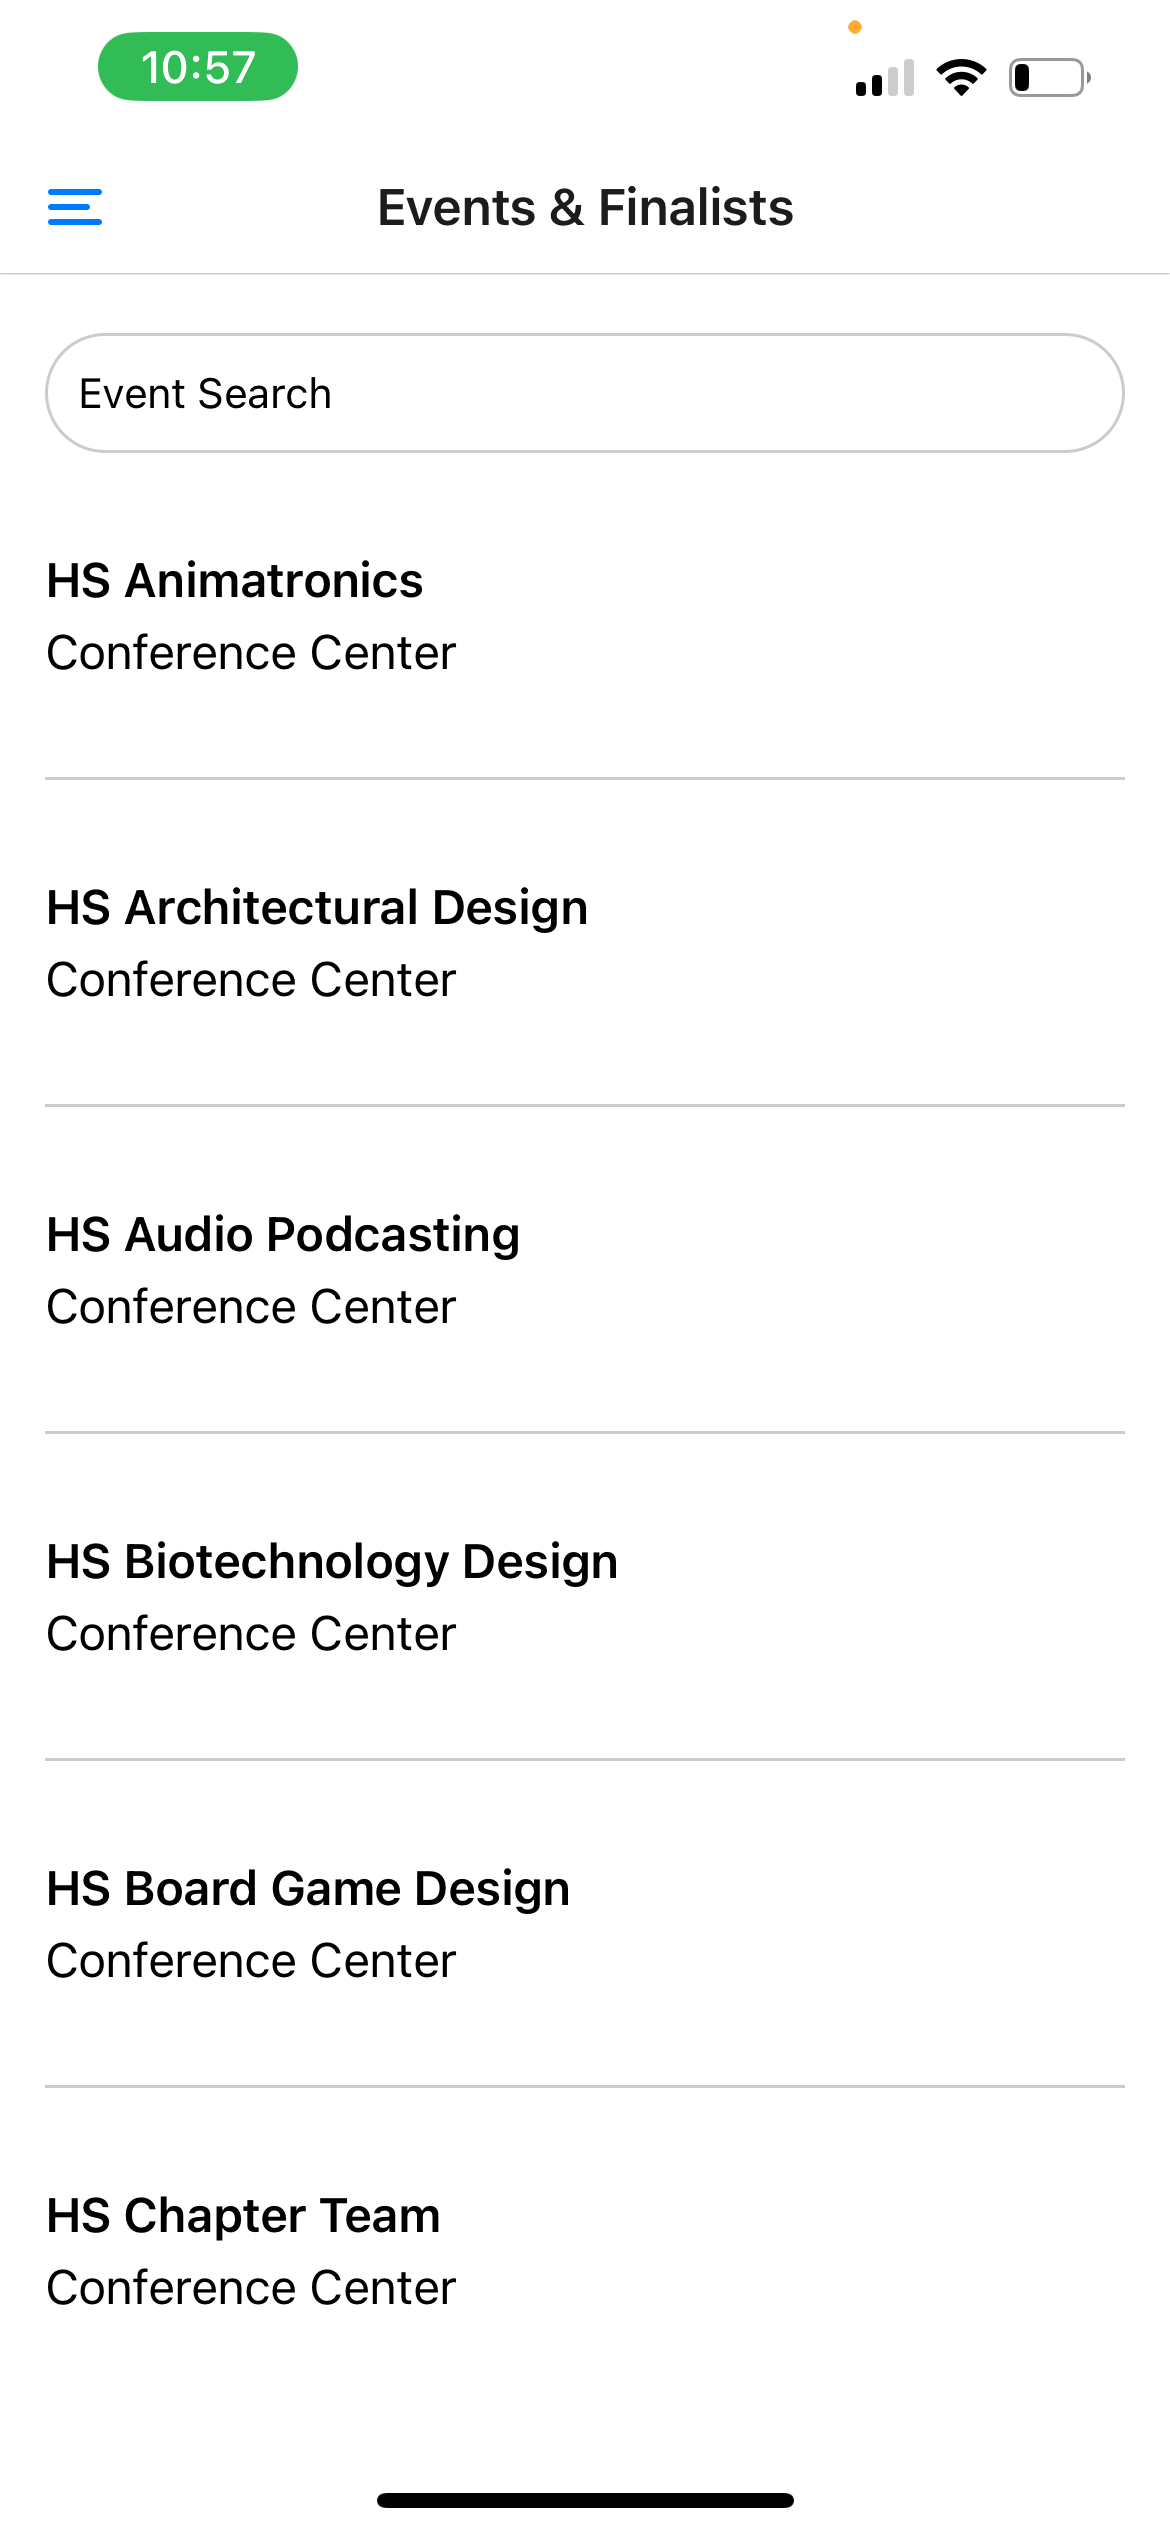 10:57
Events & Finalists
Event Search
HS Animatronics
Conference Center
HS Architectural Design
Conference Center
HS Audio Podcasting
Conference Center
HS Biotechnology Design
Conference Center
HS Board Game Design
Conference Center
HS Chapter Team
Conference Center